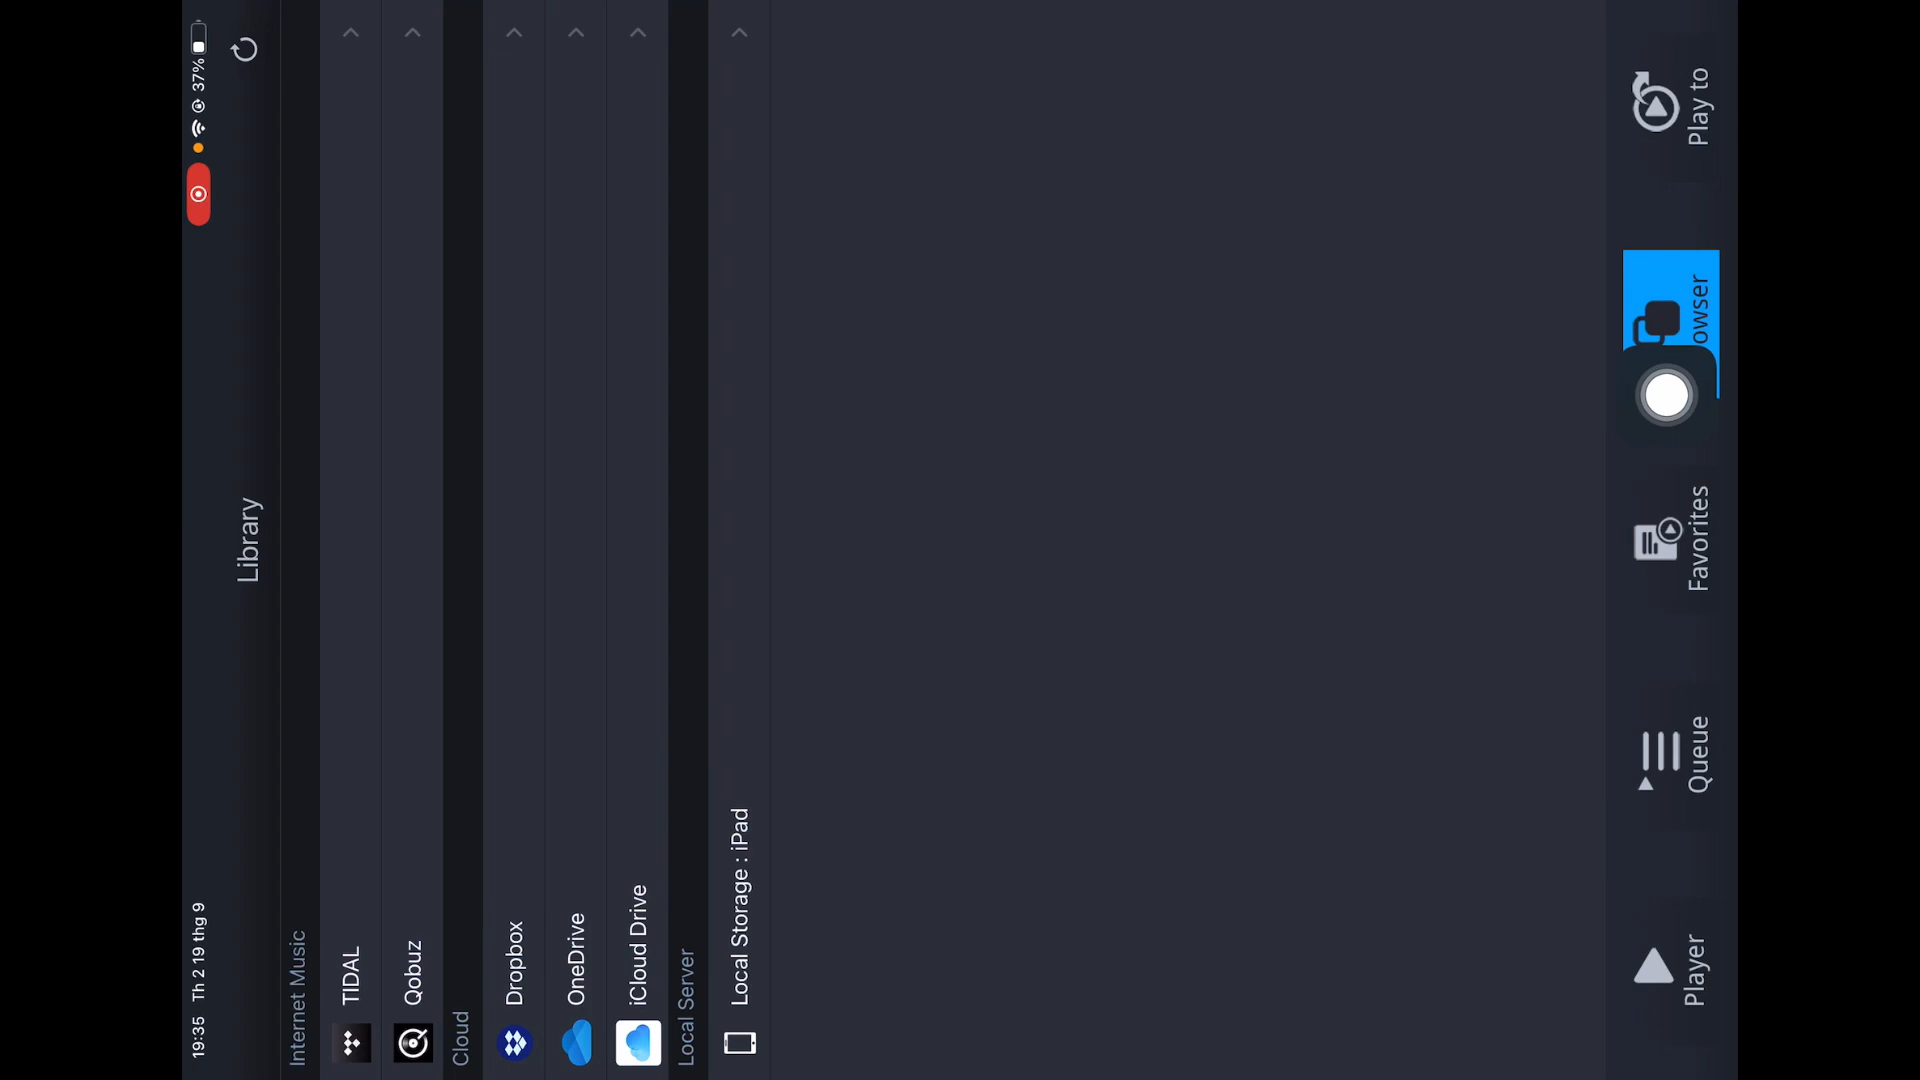 19:35 Th 2 19 thg 9
37%
Library
Internet Music
TIDAL
Qobuz
Cloud
Dropbox
OneDrive
iCloud Drive
Local Server
Local Storage : iPad
Player
Queue
Favorites
owser
Play to